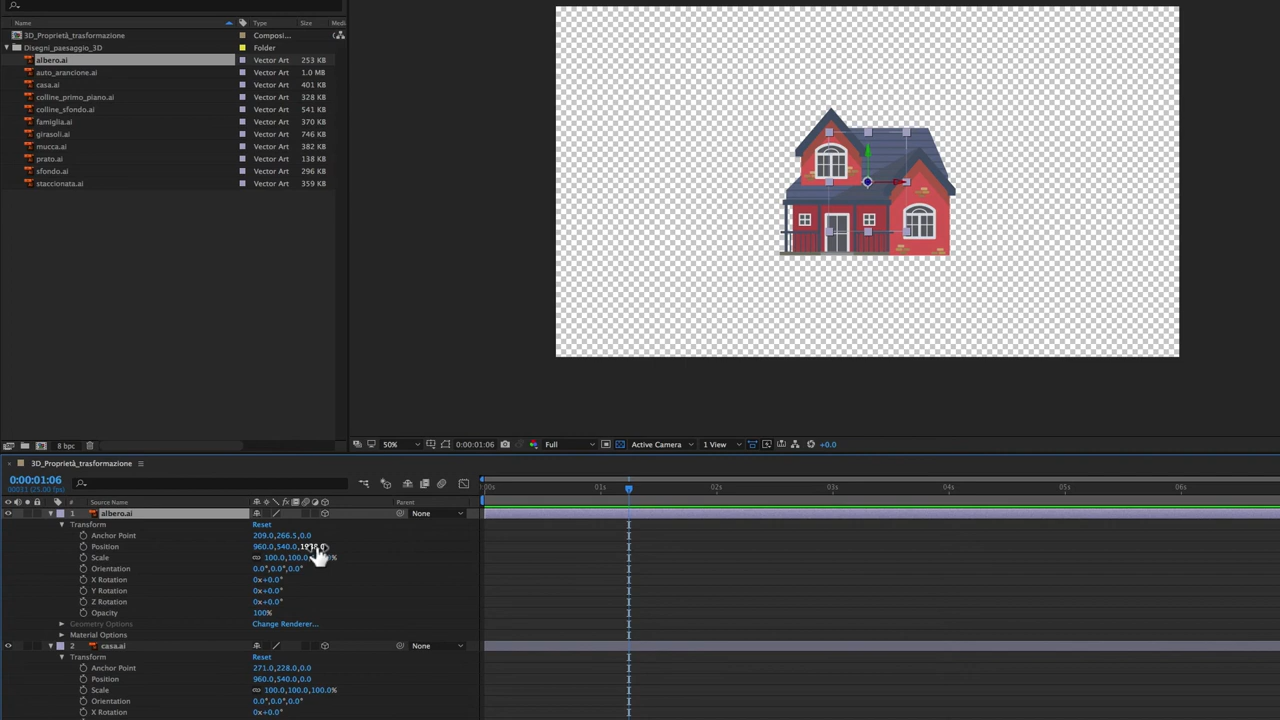 Name Type Size Medi
3D_Proprietà_trasformazione Composi...
Disegni_paesaggio_3D Folder
albero.ai Vector Art 253 KB
auto_arancione.ai Vector Art 1.0 MB
casa.ai Vector Art 401 KB
colline_primo_piano.ai Vector Art 328 KB
colline_sfondo.ai Vector Art 541 KB
famiglia.ai Vector Art 370 KB
girasoli.ai Vector Art 746 KB
mucca.ai Vector Art 382 KB
prato.ai Vector Art 138 KB
sfondo.ai Vector Art 296 KB
staccionata.ai Vector Art 359 KB
8 bpc 50% 0:00:01:06 Full Active Camera 1 View +0.0
3D_Proprietà_trasformazione
0:00:01:06
00031 (25.00 fps)
:00s 01s 02s 03s 04s 05s 06s
# Source Name fx Parent
1 albero.ai None
Transform Reset
Anchor Point 209.0,266.5,0.0
Position 960.0,540.0,
Scale 100.0,100.0, %
Orientation 0.0°,0.0°,0.0°
X Rotation 0x+0.0°
Y Rotation 0x+0.0°
Z Rotation 0x+0.0°
Opacity 100%
Geometry Options Change Renderer...
Material Options
2 casa.ai None
Transform Reset
Anchor Point 271.0,228.0,0.0
Position 960.0,540.0,0.0
Scale 100.0,100.0,100.0%
Orientation 0.0°,0.0°,0.0°
X Rotation 0x+0.0°